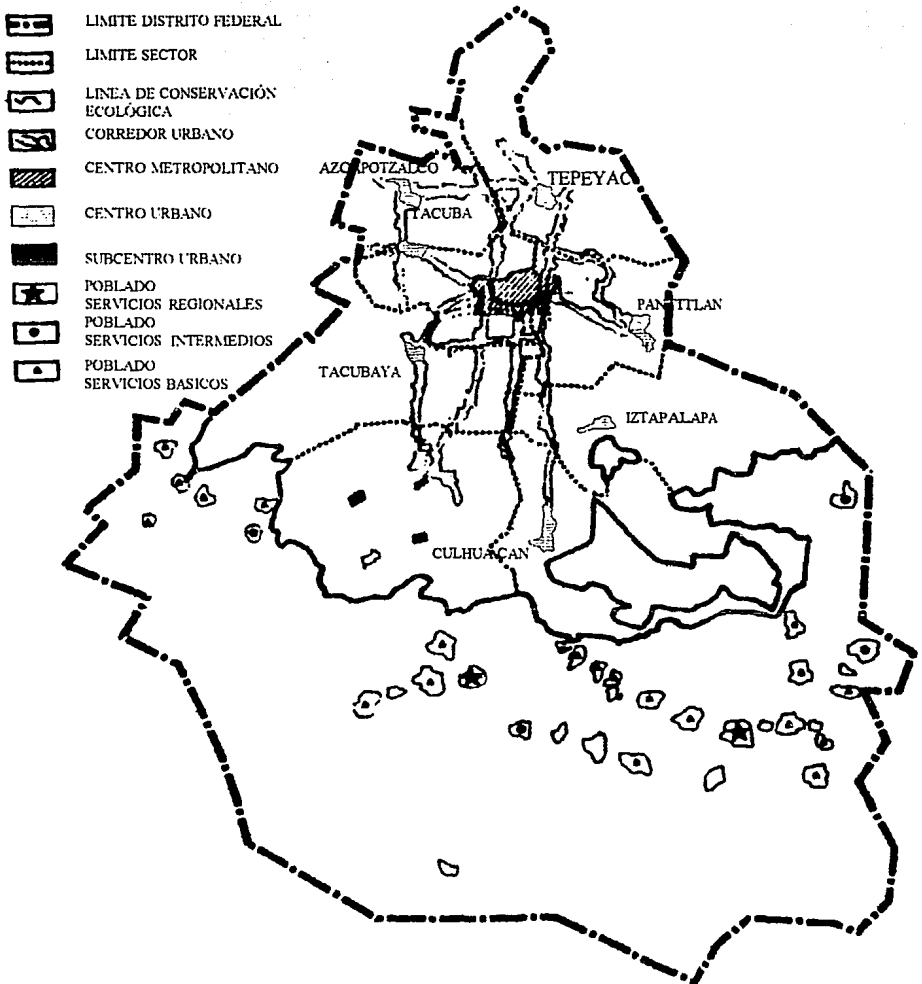 LIMITE DISTRITO FEDERAL
LIMITE SECTOR
LINEA DE CONSERVACIÓN
ECOLÓGICA
CORREDOR URBANO
CENTRO METROPOLITANO
CENTRO URBANO
SUBCENTRO URBANO
POBLADO
SERVICIOS REGIONALES
POBLADO
SERVICIOS INTERMEDIOS
POBLADO
SERVICIOS BASICOS
AZCAPOTZALCO
TEPEYAC
TACUBA
PANTITLAN
TACUBAYA
IZTAPALAPA
CULHUACAN